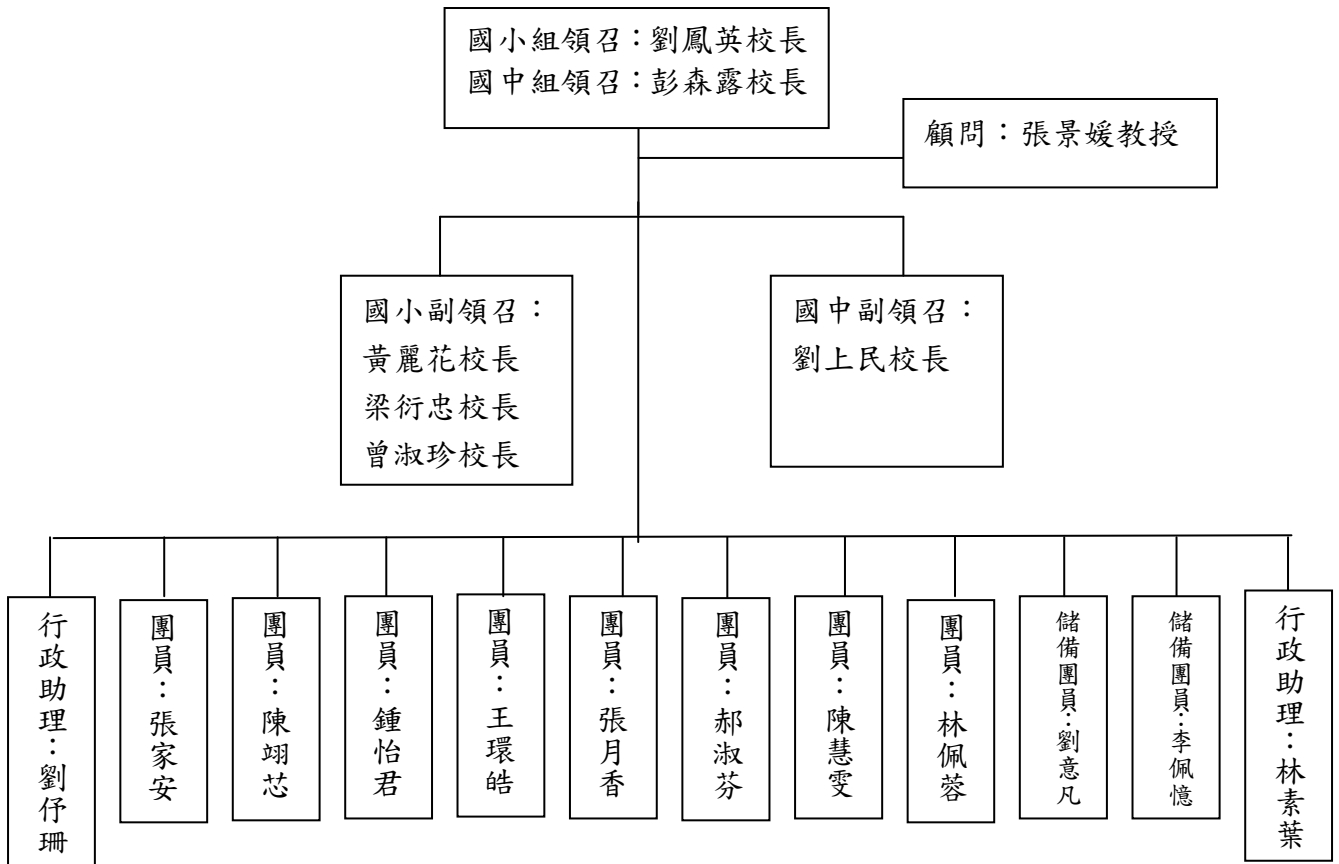 國小組領召：劉鳳英校長
國中組領召：彭森露校長
顧問：張景媛教授
國小副領召：
黃麗花校長
梁衍忠校長
曾淑珍校長
國中副領召：
劉上民校長
行政助理：劉伃珊
團員：張家安
團員：陳翊芯
團員：鍾怡君
團員：王環皓
團員：張月香
團員：郝淑芬
團員：陳慧雯
團員：林佩蓉
儲備團員：劉意凡
儲備團員：李佩憶
行政助理：林素葉